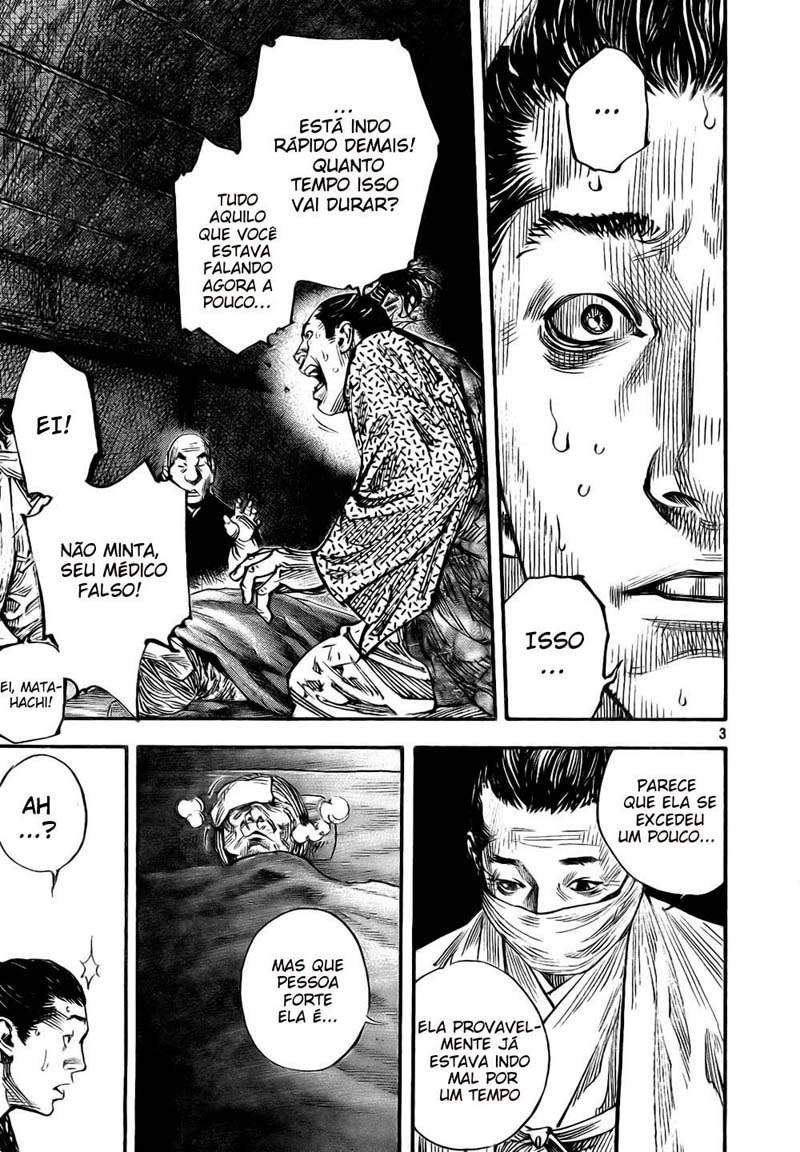 ...
ISSO
...
...
ESTÁ INDO
RÁPIDO DEMAIS!
QUANTO
TEMPO ISSO
VAI DURAR?
TUDO
AQUILO
QUE VOCÊ
ESTAVA
FALANDO
AGORA A
POUCO...
EI!
NÃO MINTA,
SEU MÉDICO
FALSO!
EI, MATA-
HACHI!
3
PARECE
QUE ELA SE
EXCEDEU
UM POUCO...
ELA PROVAVEL-
MENTE JÁ
ESTAVA INDO
MAL POR
UM TEMPO
MAS QUE
PESSOA
FORTE
ELA É...
AH
...?